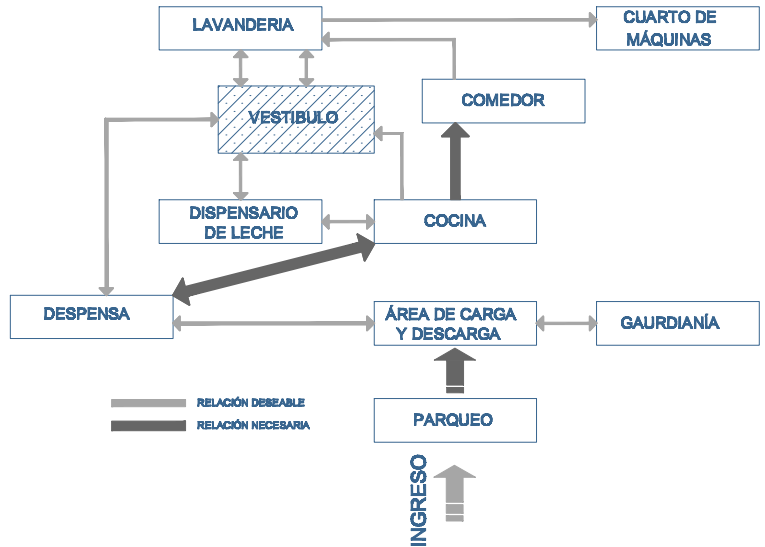 LAVANDERIA
CUARTO DE
MÁQUINAS
COMEDOR
VESTIBULO
DISPENSARIO
DE LECHE
COCINA
DESPENSA
ÁREA DE CARGA
Y DESCARGA
GAURDIANÍA
RELACIÓN DESEABLE
RELACIÓN NECESARIA
PARQUEO
INGRESO